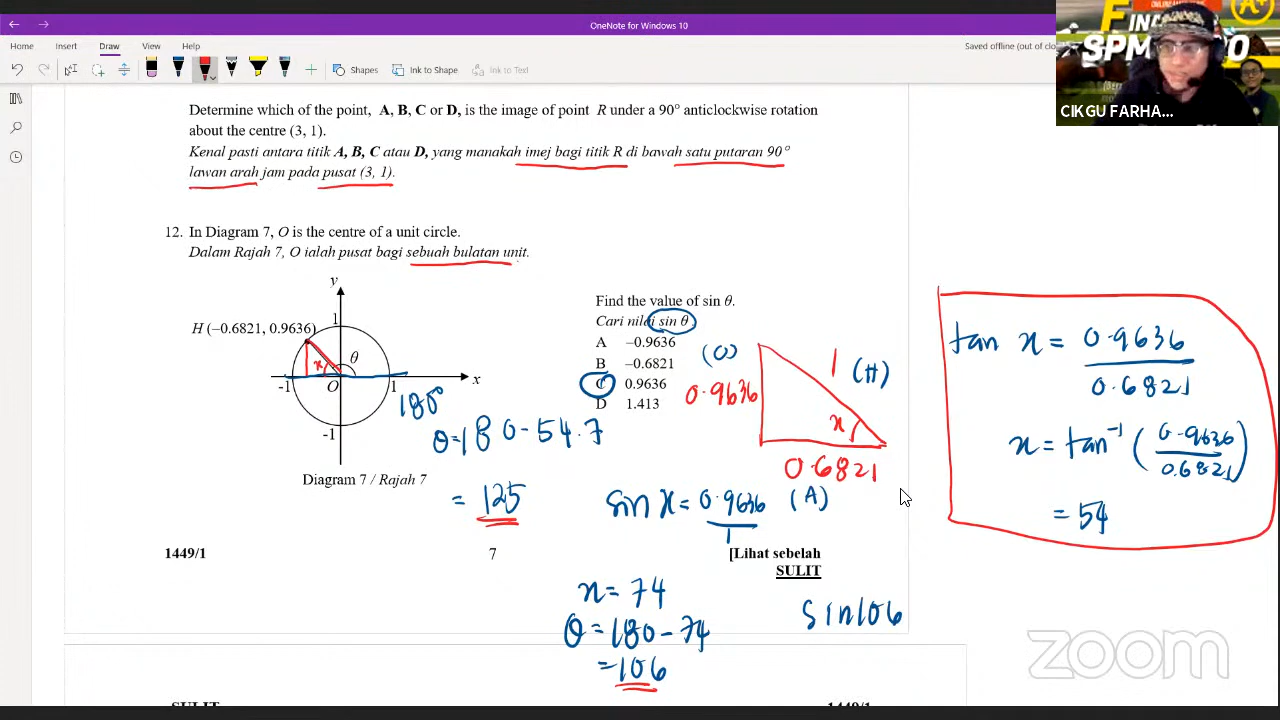 OneNote for Windows 10
Home Insert Draw View Help
Saved offline (out of
Shapes
Ink to Shape
Ink to Text
A+
SPM
CIKGU FARHA...
Determine which of the point, A, B, C or D, is the image of point R under a 90° anticlockwise rotation
about the centre (3, 1).
Kenal pasti antara titik A, B, C atau D, yang manakah imej bagi titik R di bawah satu putaran 90°
lawan arah jam pada pusat (3, 1).
12. In Diagram 7, O is the centre of a unit circle.
Dalam Rajah 7, O ialah pusat bagi sebuah bulatan unit.
y
1
H (−0.6821, 0.9636)
x
θ
-1
O
1
x
-1
180°
Diagram 7 / Rajah 7
Find the value of sin θ.
Cari nilai sin θ.
A −0.9636
B −0.6821
C 0.9636
D 1.413
θ=180-54.7
= 125
(O)
0.9636
1 (H)
x
0.6821
(A)
sin x = 0.9636
1
x = 74
θ = 180 - 74
= 106
sin 106
tan x = 0.9636
0.6821
x = tan⁻¹ (0.9636
0.6821)
= 54
1449/1
7
[Lihat sebelah
SULIT
zoom
SULIT
1449/1